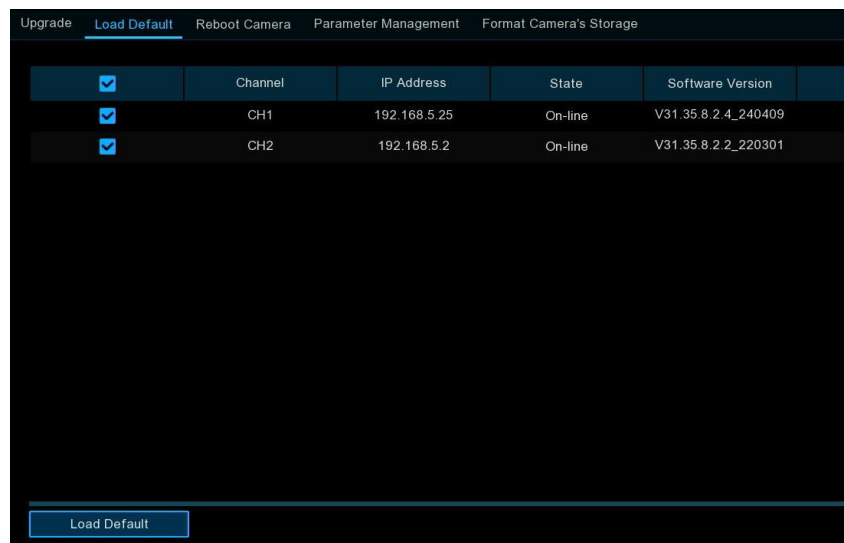 Upgrade Load Default Reboot Camera Parameter Management Format Camera's Storage
Channel IP Address State Software Version
CH1 192.168.5.25 On-line V31.35.8.2.4_240409
CH2 192.168.5.2 On-line V31.35.8.2.2_220301
Load Default